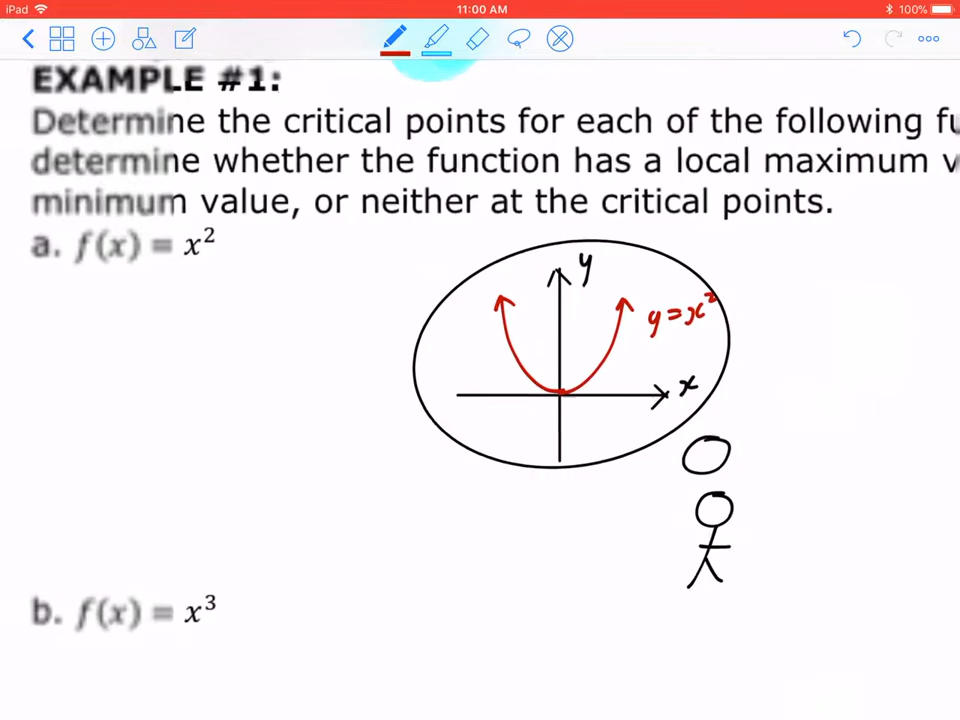 iPad 11:00 AM 100%
EXAMPLE #1:
Determine the critical points for each of the following
determine whether the function has a local maximum
minimum value, or neither at the critical points.
a. f(x) = x²
y
y = x²
x
b. f(x) = x³